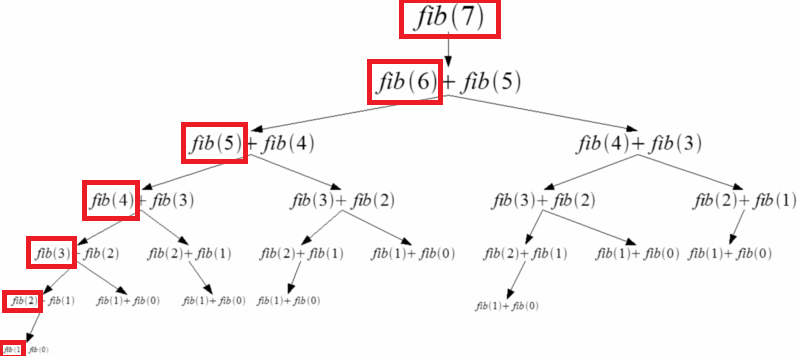 fib(7)
fib(6)+fib(5)
fib(5)+fib(4) fib(4)+fib(3)
fib(4)+fib(3) fib(3)+fib(2) fib(3)+fib(2) fib(2)+fib(1)
fib(3)+fib(2) fib(2)+fib(1) fib(2)+fib(1) fib(1)+fib(0) fib(2)+fib(1) fib(1)+fib(0) fib(1)+fib(0)
fib(2)+fib(1) fib(1)+fib(0) fib(1)+fib(0) fib(1)+fib(0) fib(1)+fib(0)
fib(1) fib(0)